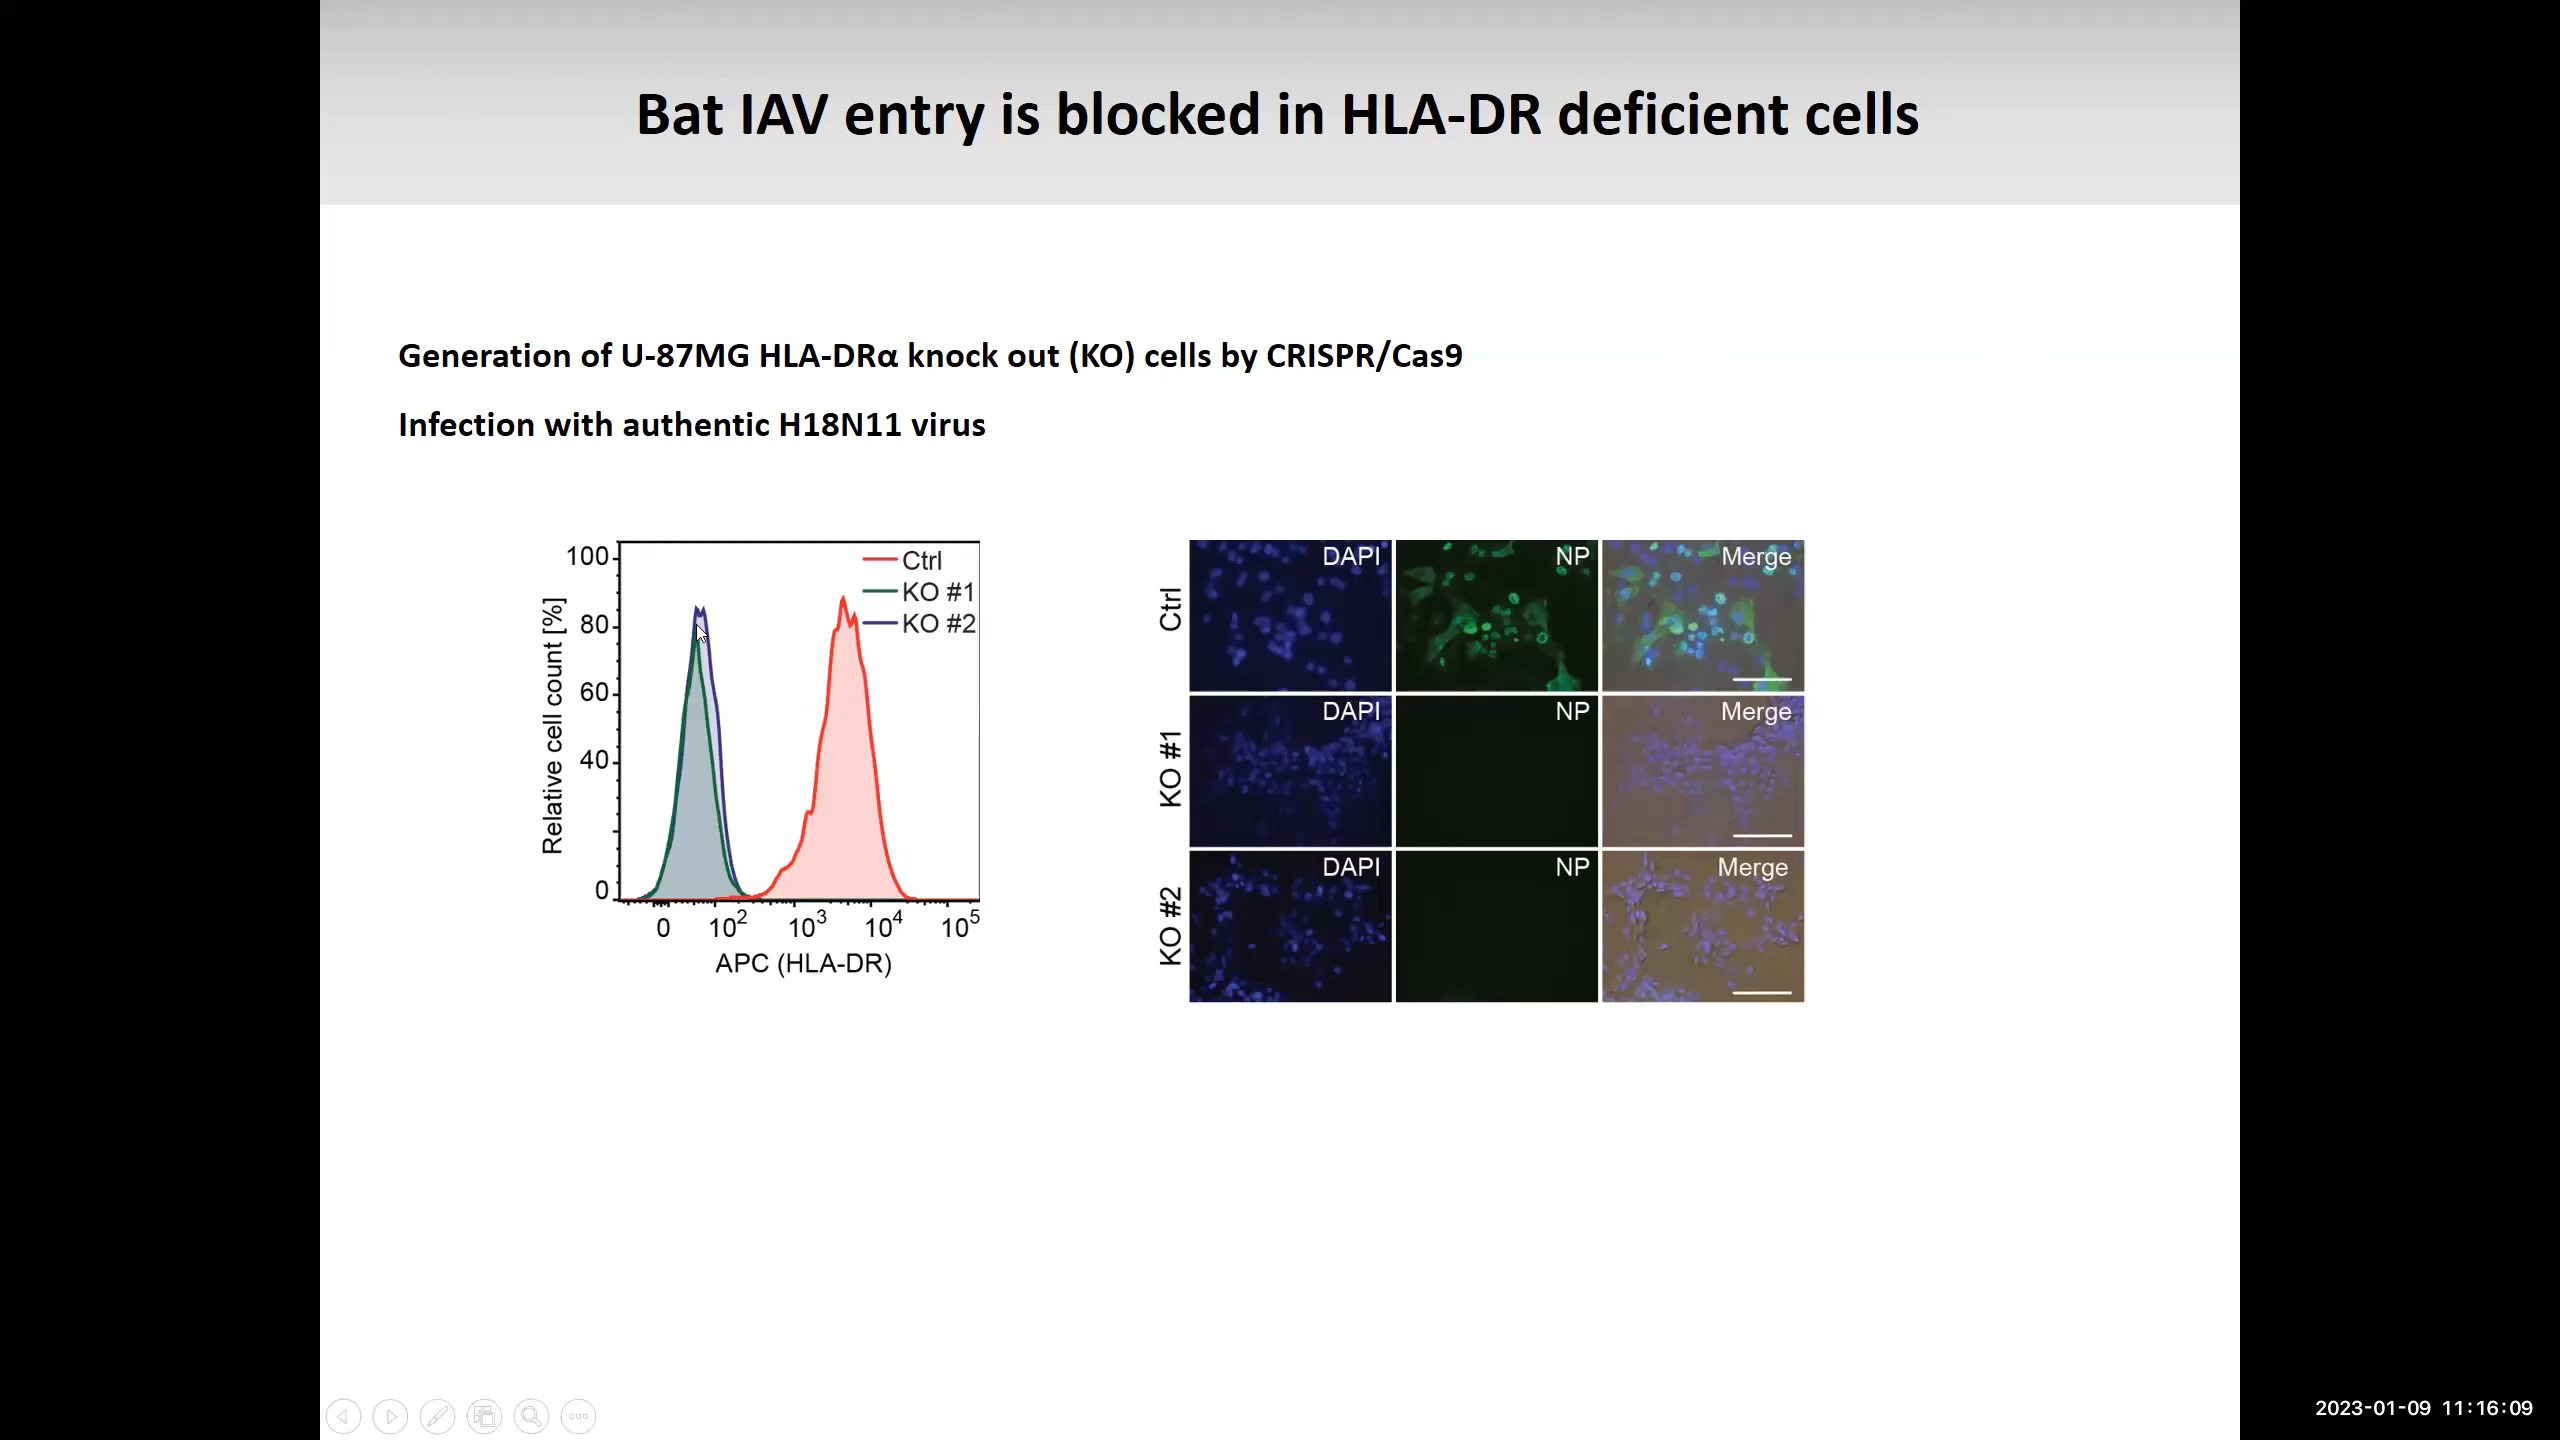 Bat IAV entry is blocked in HLA-DR deficient cells
Generation of U-87MG HLA-DRα knock out (KO) cells by CRISPR/Cas9
Infection with authentic H18N11 virus
Relative cell count [%]
100
80
60
40
0
Ctrl
KO #1
KO #2
0 10² 10³ 10⁴ 10⁵
APC (HLA-DR)
Ctrl
DAPI NP Merge
KO #1
DAPI NP Merge
KO #2
DAPI NP Merge
2023-01-09 11:16:09